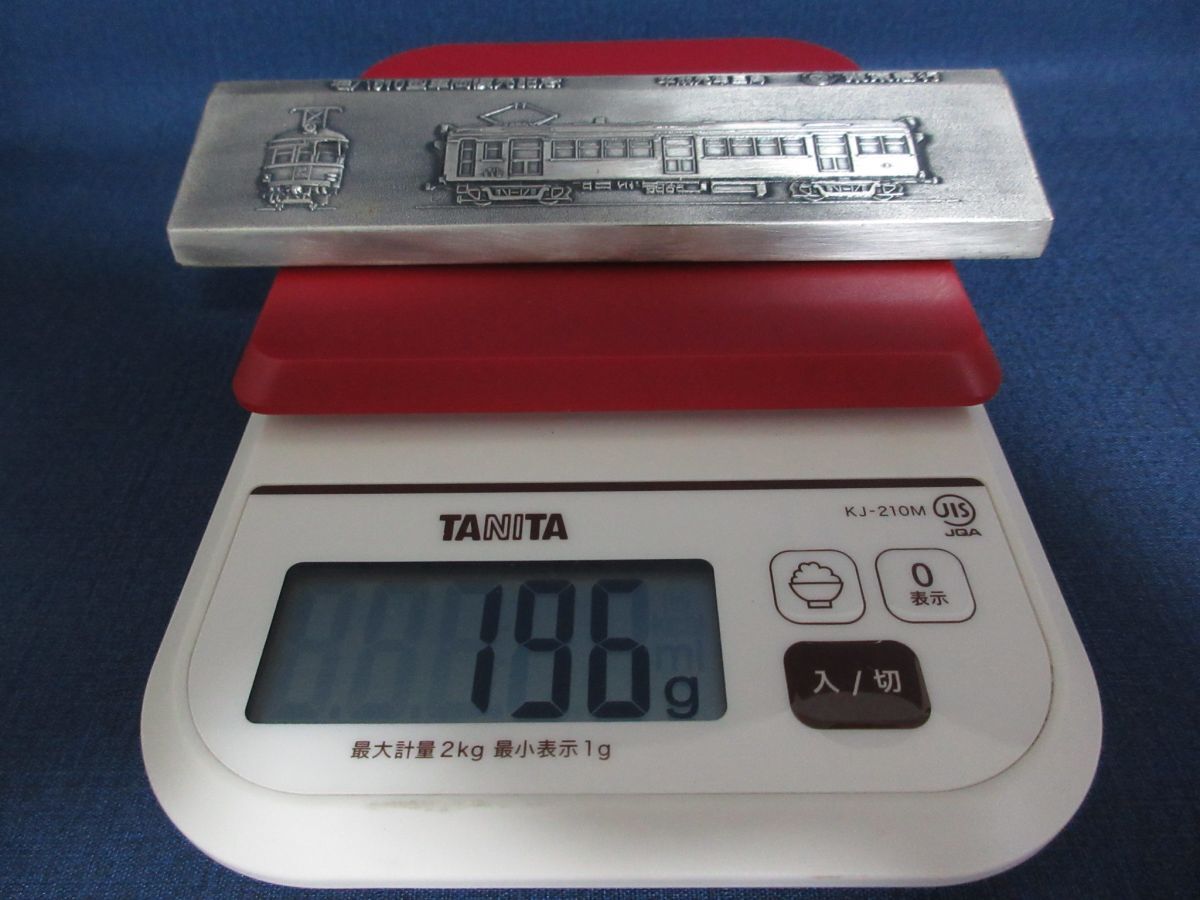 TANITA
KJ-210M JIS
JQA
196 g
ml
0
表示
入/切
最大計量2kg 最小表示1g